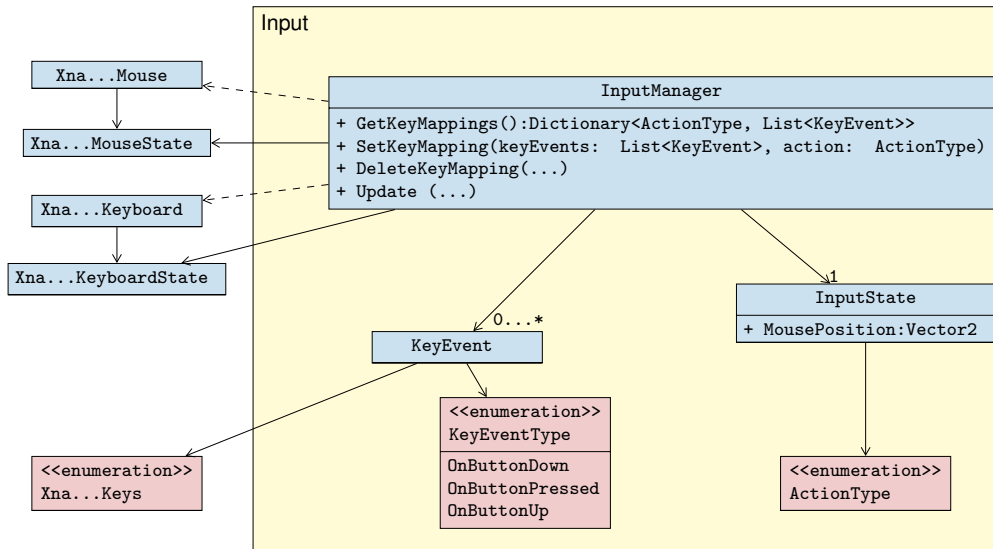 Input
Xna...Mouse
InputManager
+ GetKeyMappings():Dictionary<ActionType, List<KeyEvent>>
+ SetKeyMapping(keyEvents: List<KeyEvent>, action: ActionType)
+ DeleteKeyMapping(...)
+ Update (...)
Xna...MouseState
Xna...Keyboard
Xna...KeyboardState
1
InputState
+ MousePosition:Vector2
0...*
KeyEvent
<<enumeration>>
KeyEventType
OnButtonDown
OnButtonPressed
OnButtonUp
<<enumeration>>
Xna...Keys
<<enumeration>>
ActionType